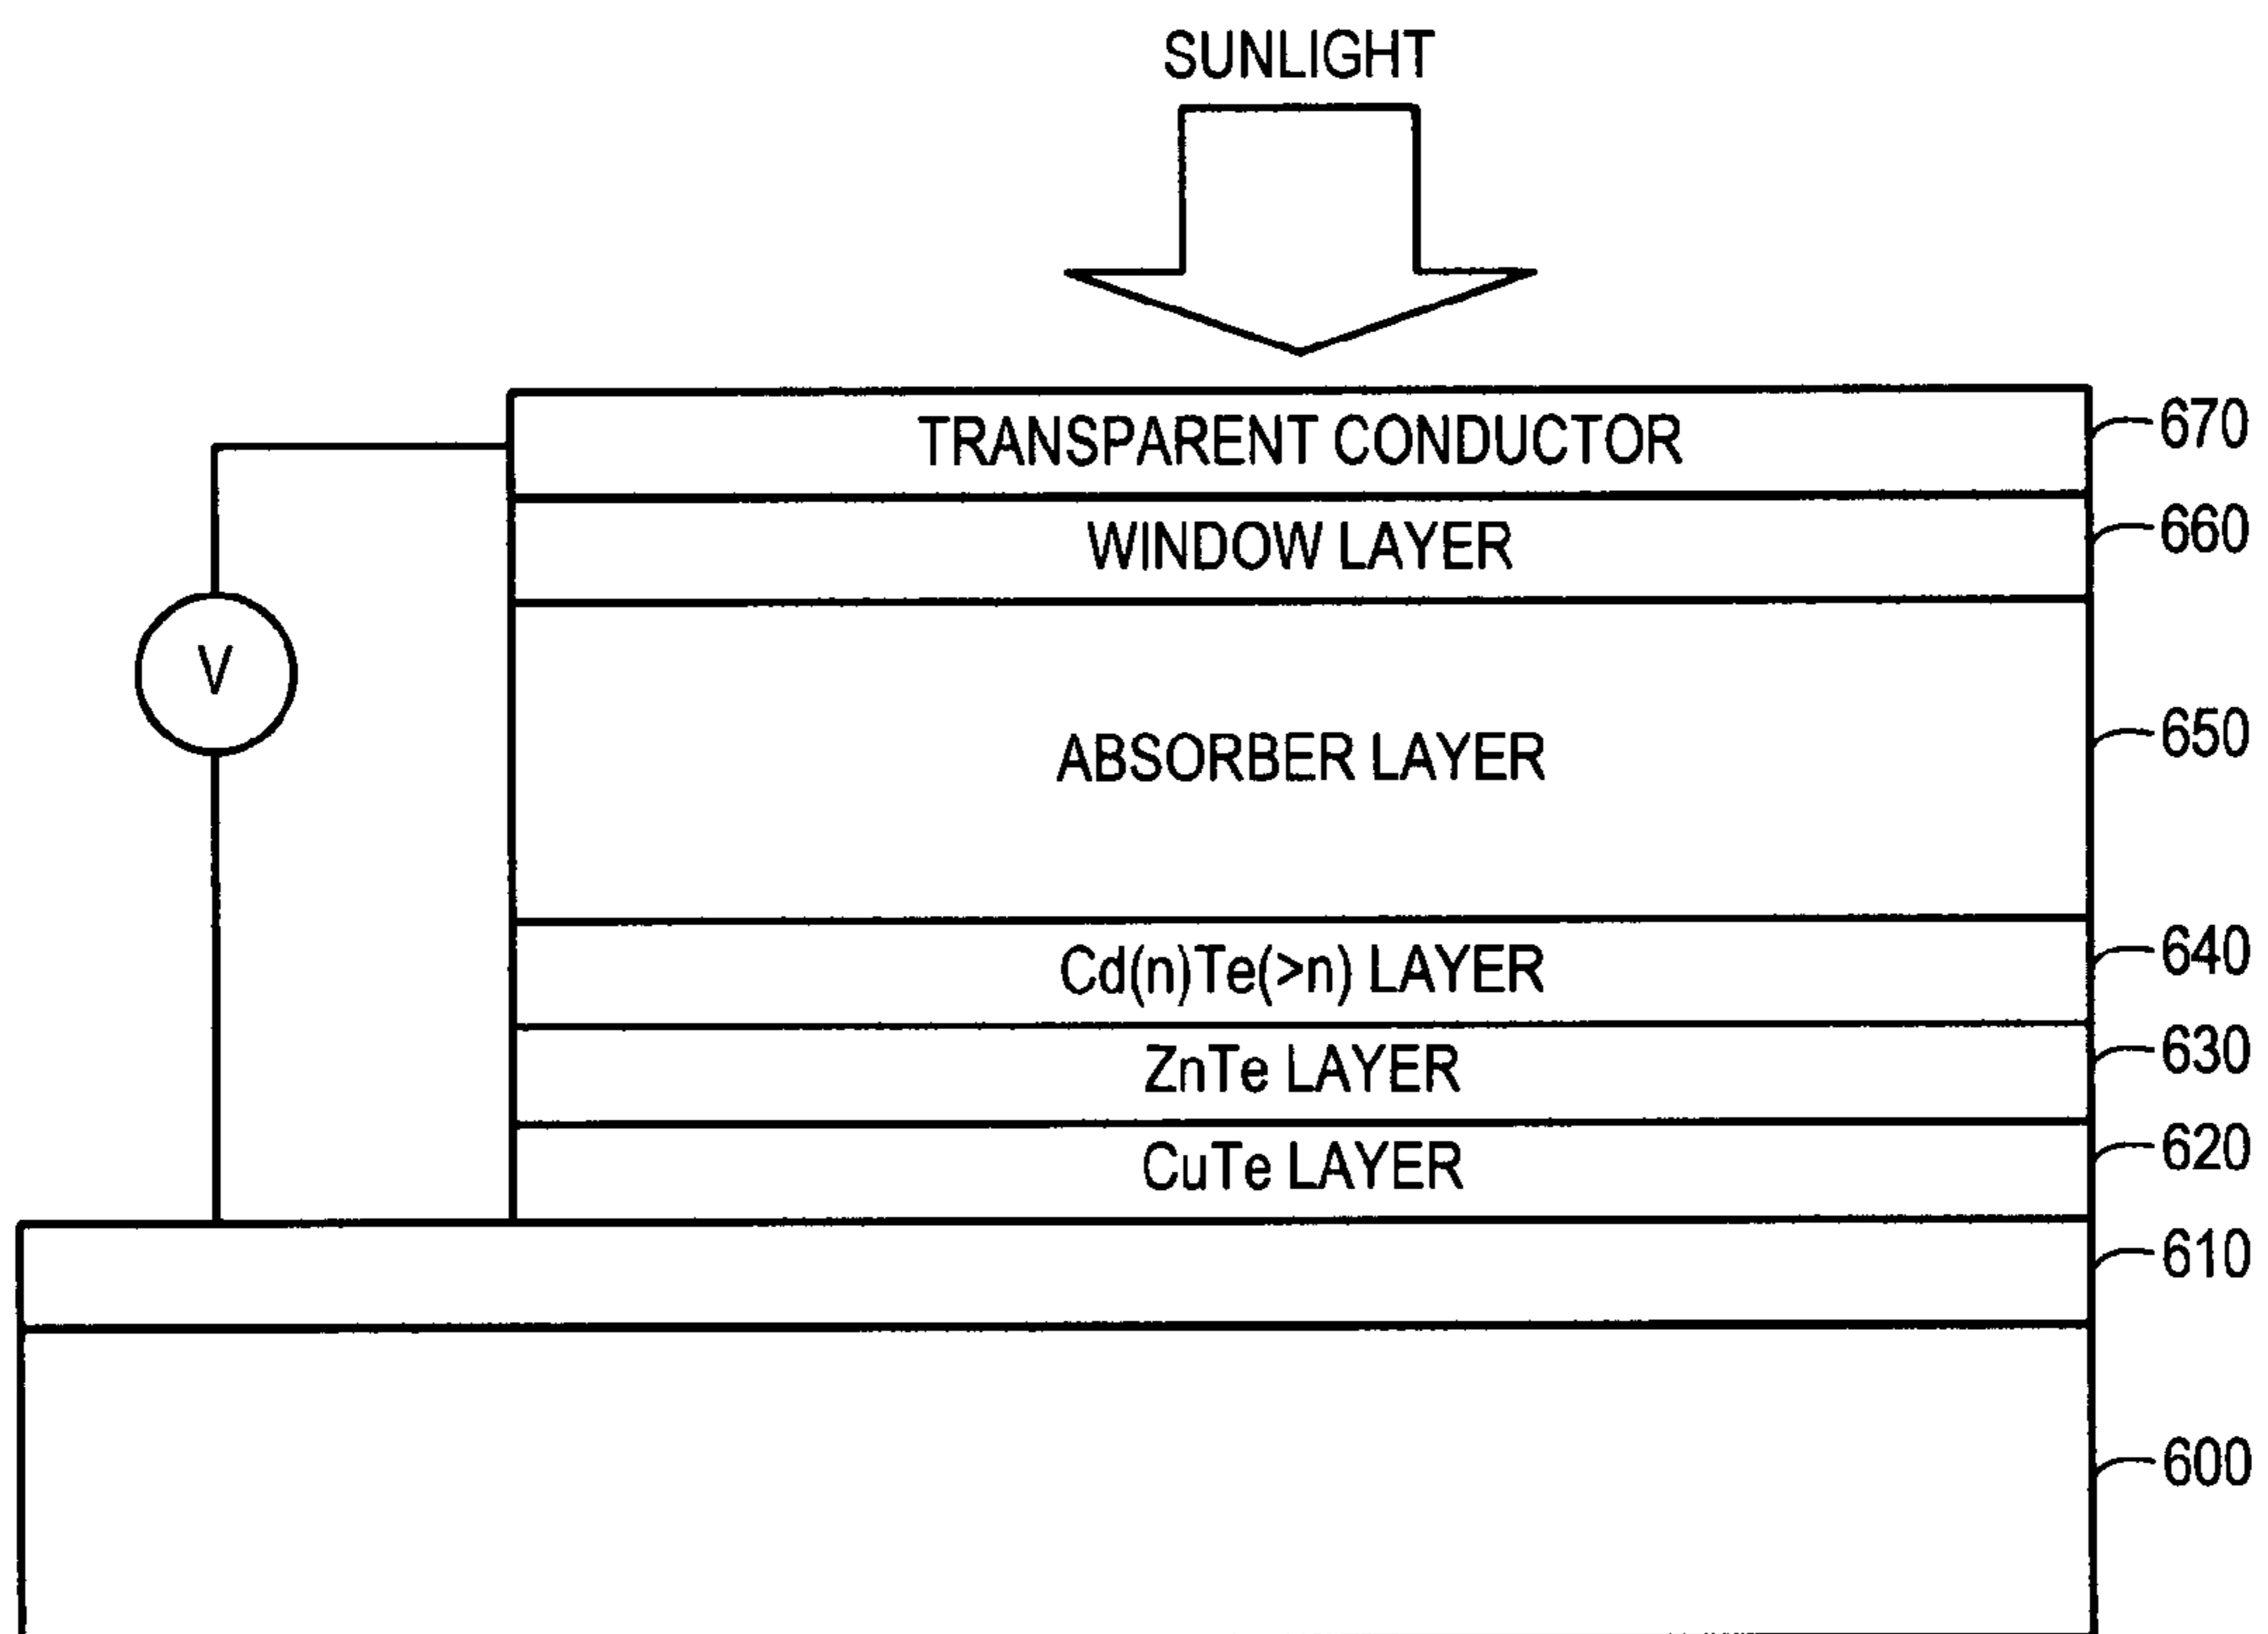 SUNLIGHT
TRANSPARENT CONDUCTOR
670
WINDOW LAYER
660
V
ABSORBER LAYER
650
Cd(n)Te(>n) LAYER
640
ZnTe LAYER
630
CuTe LAYER
620
610
600